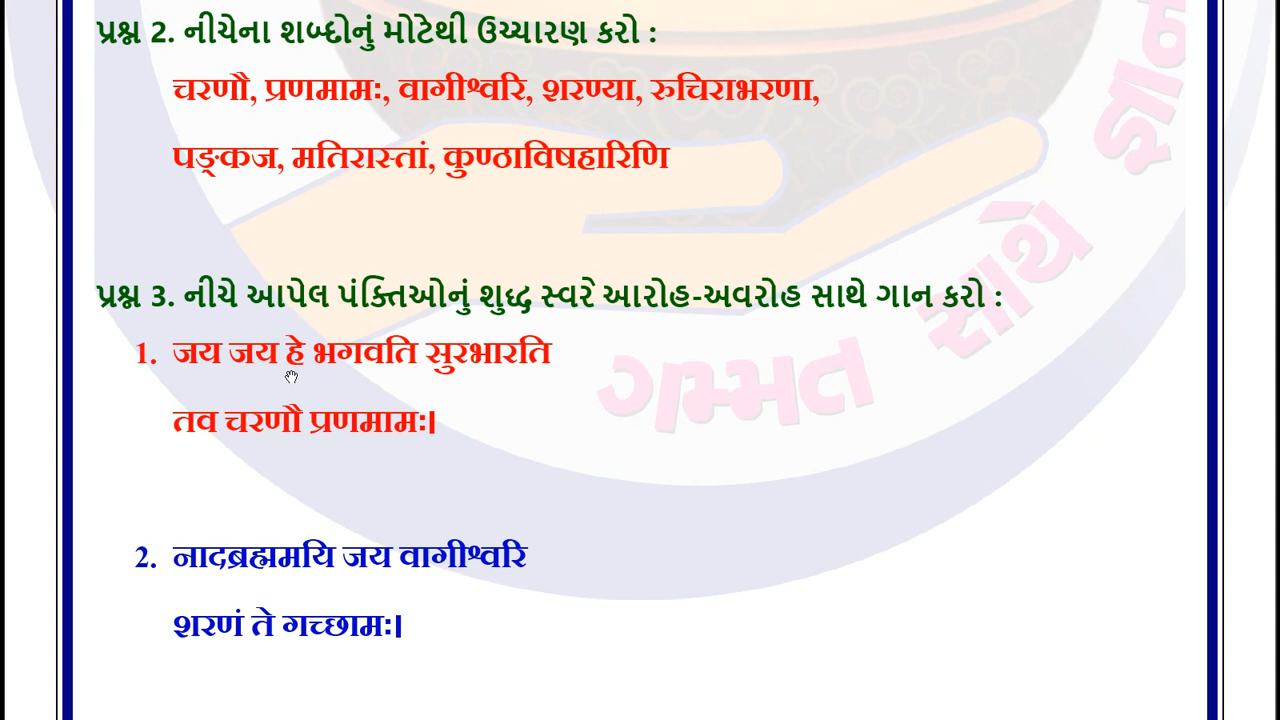 પ્રશ્ન 2. નીચેના શબ્દોનું મોટેથી ઉચ્ચારણ કરો :
चरणौ, प्रणमामः, वागीश्वरि, शरण्या, रुचिराभरणा,
पङ्कज, मतिरास्तां, कुण्ठाविषहारिणि
પ્રશ્ન 3. નીચે આપેલ પંક્તિઓનું શુદ્ધ સ્વરે આરોહ-અવરોહ સાથે ગાન કરો :
1. जय जय हे भगवति सुरभारति
तव चरणौ प्रणमामः।
2. नादब्रह्ममयि जय वागीश्वरि
शरणं ते गच्छामः।
ગમ્મત સાથે જ્ઞાન